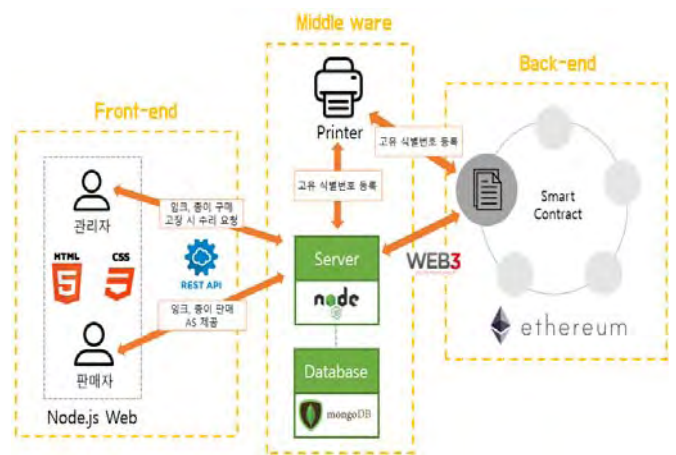 Middle ware
Back-end
Front-end
Printer
고유 식별번호 등록
고유 식별번호 등록
관리자
잉크, 종이 구매
고장 시 수리 요청
Smart
Contract
HTML
5
CSS
3
REST API
Server
node
WEB3
잉크, 종이 판매
AS 제공
ethereum
판매자
Database
mongoDB
Node.js Web